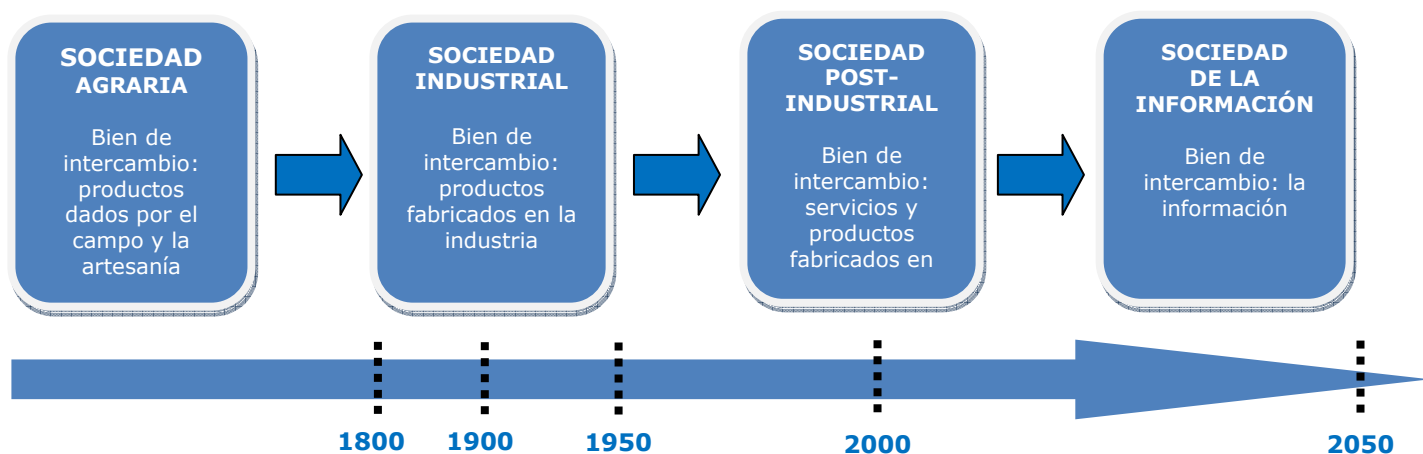 SOCIEDAD
AGRARIA
Bien de
intercambio:
productos
dados por el
campo y la
artesanía
SOCIEDAD
INDUSTRIAL
Bien de
intercambio:
productos
fabricados en la
industria
SOCIEDAD
POST-
INDUSTRIAL
Bien de
intercambio:
servicios y
productos
fabricados en
SOCIEDAD
DE LA
INFORMACIÓN
Bien de
intercambio: la
información
1800
1900
1950
2000
2050